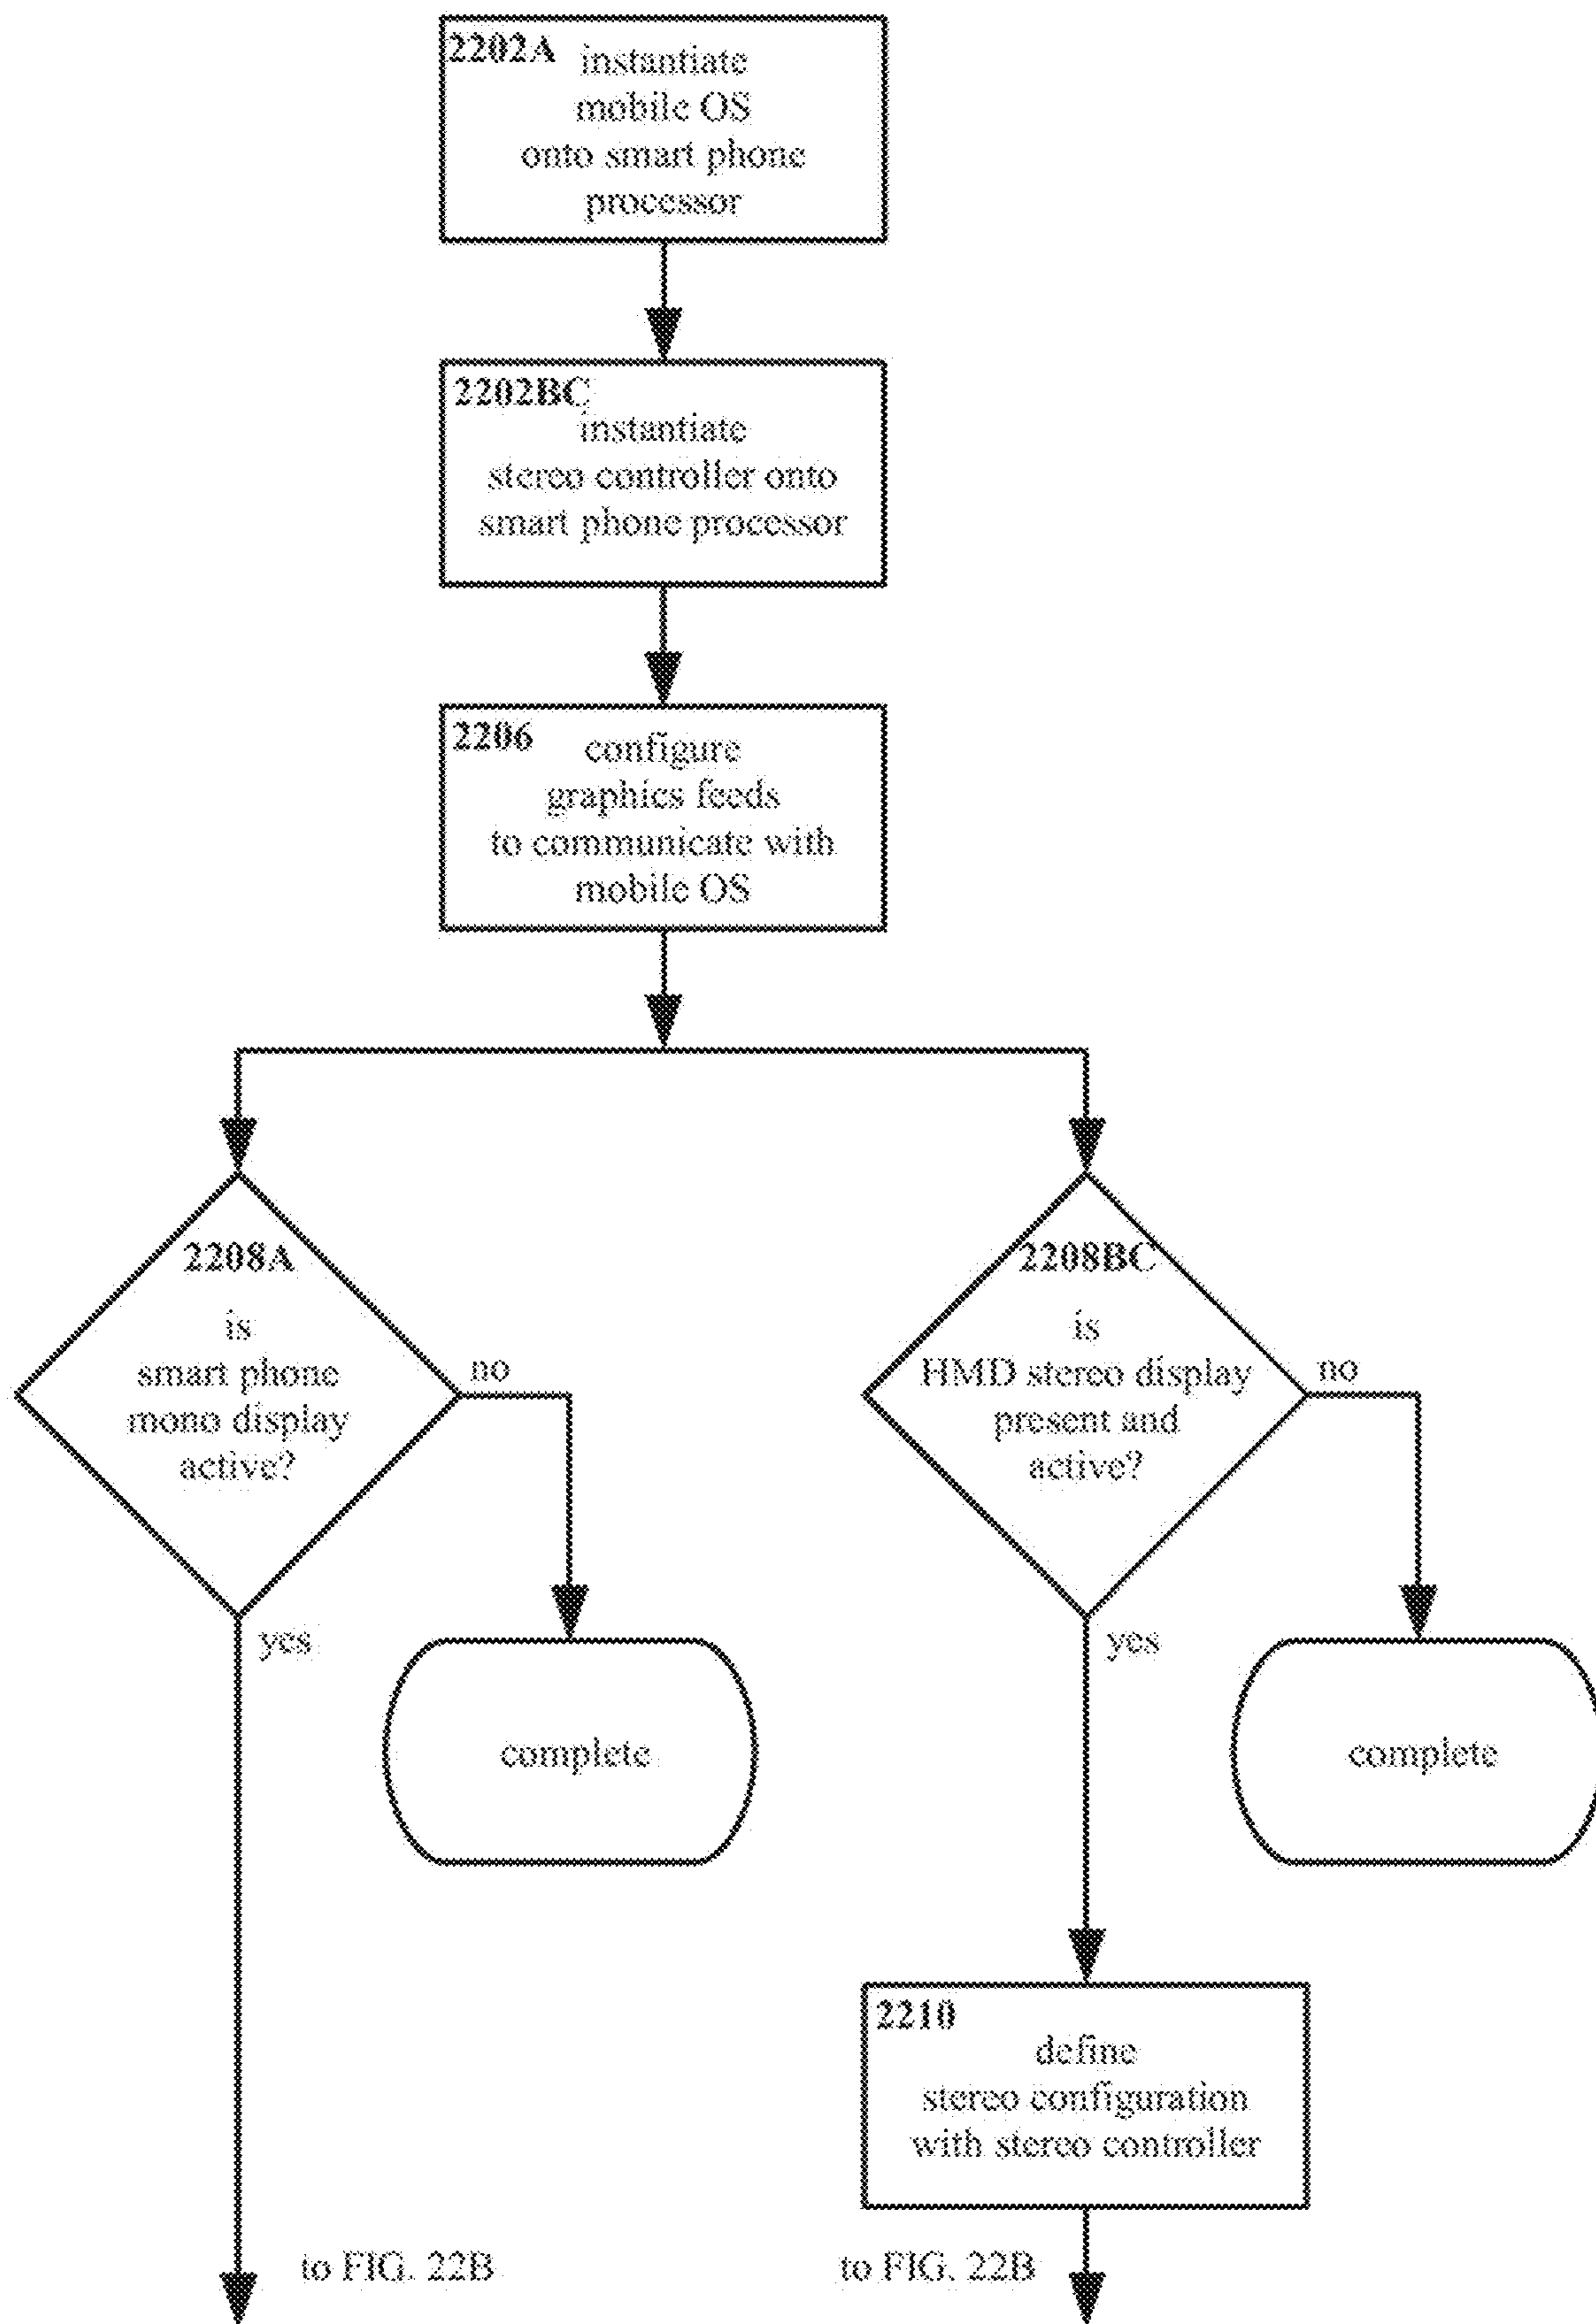 2202A instantiate
mobile OS
onto smart phone
processor
2202BC
instantiate
stereo controller onto
smart phone processor
2206 configure
graphics feeds
to communicate with
mobile OS
2208A
is
smart phone
mono display
active?
no
yes
complete
2208BC
is
HMD stereo display
present and
active?
no
yes
complete
2210
define
stereo configuration
with stereo controller
to FIG. 22B
to FIG. 22B